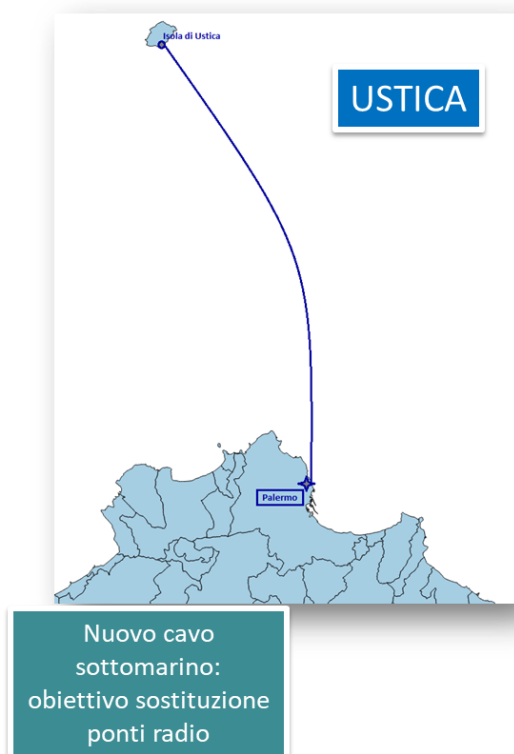 Isola di Ustica
USTICA
Palermo
Nuovo cavo
sottomarino:
obiettivo sostituzione
ponti radio